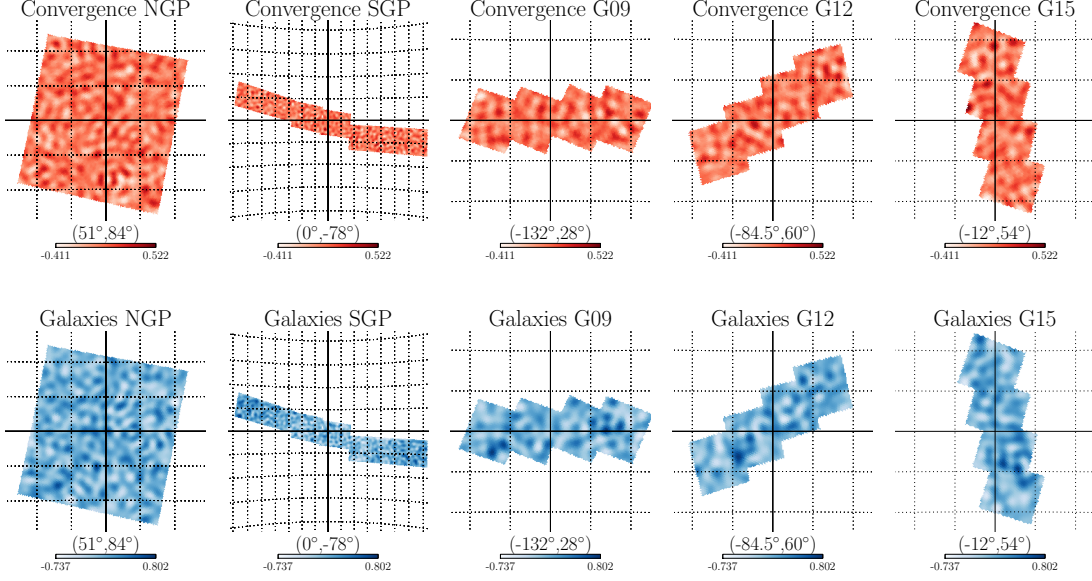 Convergence NGP
Convergence SGP
Convergence G09
Convergence G12
Convergence G15
(51°,84°)
(0°,-78°)
(-132°,28°)
(-84.5°,60°)
(-12°,54°)
-0.411 0.522
-0.411 0.522
-0.411 0.522
-0.411 0.522
-0.411 0.522
Galaxies NGP
Galaxies SGP
Galaxies G09
Galaxies G12
Galaxies G15
(51°,84°)
(0°,-78°)
(-132°,28°)
(-84.5°,60°)
(-12°,54°)
-0.737 0.802
-0.737 0.802
-0.737 0.802
-0.737 0.802
-0.737 0.802